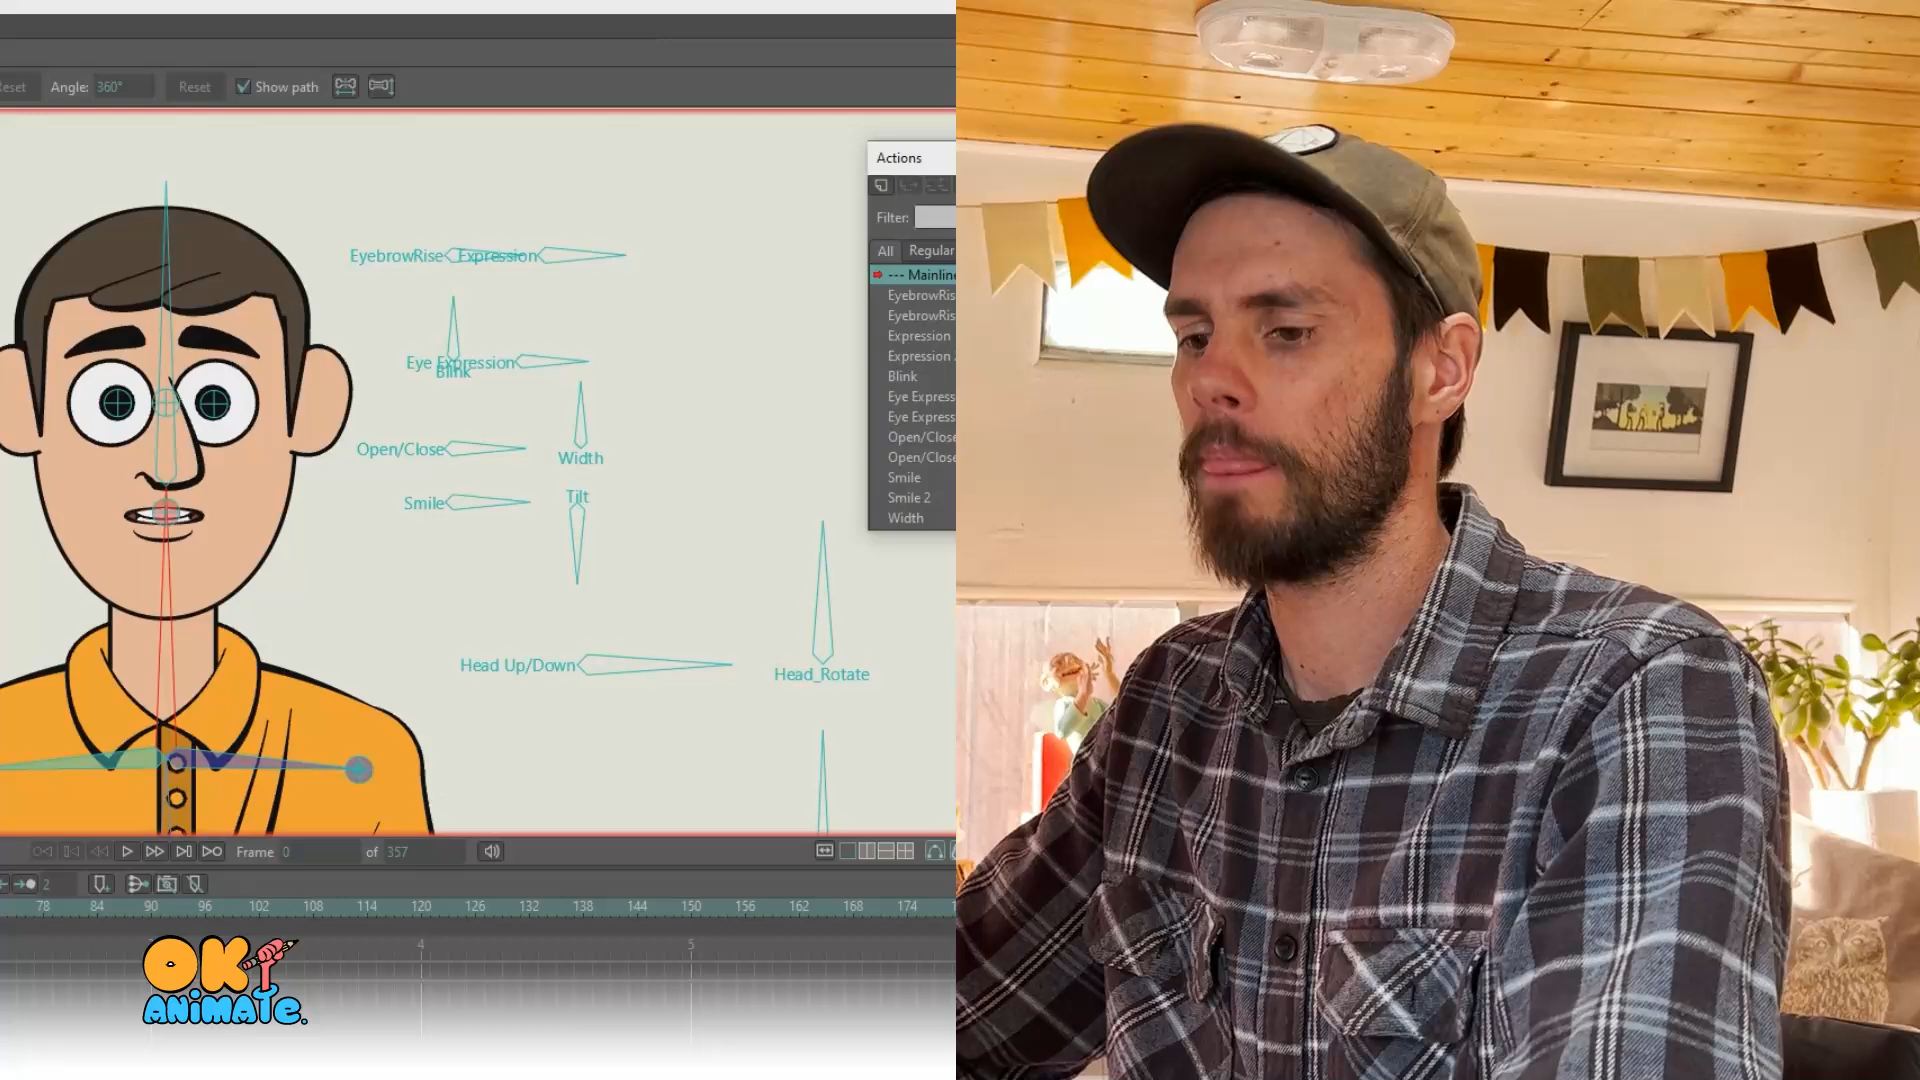 Reset Angle: 360° Reset Show path
Actions
Filter:
All Regular
--- Mainline
EyebrowRis
EyebrowRis
Expression
Expression
Blink
Eye Express
Eye Express
Open/Close
Open/Close
Smile
Smile 2
Width
EyebrowRise
Expression
Eye Expression
Blink
Open/Close
Width
Smile
Tilt
Head Up/Down
Head_Rotate
Frame 0 of 357
2
78 84 90 96 102 108 114 120 126 132 138 144 150 156 162 168 174
4 5
OK
ANiMATE.